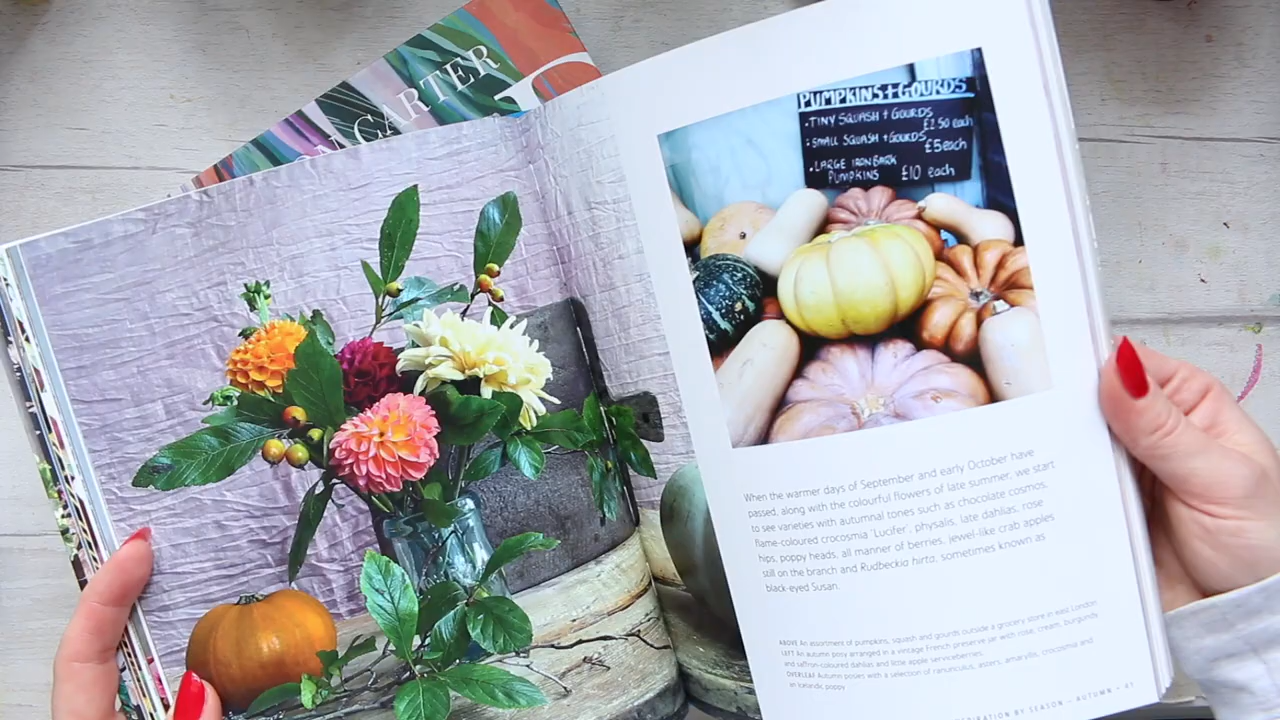 ON CARTER
PUMPKINS + GOURDS
• TINY SQUASH + GOURDS
£2.50 each
• SMALL SQUASH + GOURDS
£5 each
• LARGE IRONBARK
PUMPKINS £10 each
When the warmer days of September and early October have
passed, along with the colourful flowers of late summer, we start
to see varieties with autumnal tones such as chocolate cosmos,
flame-coloured crocosmia 'Lucifer', physalis, late dahlias, rose
hips, poppy heads, all manner of berries, jewel-like crab apples
still on the branch and Rudbeckia hirta, sometimes known as
black-eyed Susan.
ABOVE An assortment of pumpkins, squash and gourds outside a grocery store in east London
LEFT An autumn posy arranged in a vintage French preserve jar with rose, cream, burgundy
and saffron-coloured dahlias and little apple serviceberries.
OVERLEAF Autumn posies with a selection of ranunculus, asters, amaryllis, crocosmia and
an Icelandic poppy
PIRATION BY SEASON – AUTUMN – 41